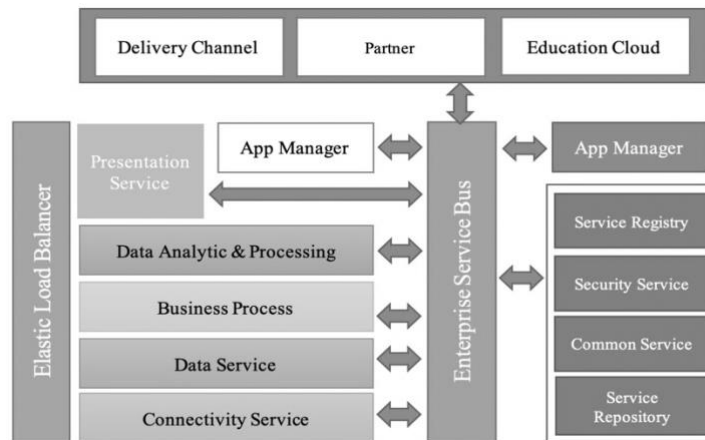 Delivery Channel
Partner
Education Cloud
Elastic Load Balancer
Presentation
Service
App Manager
Enterprise Service Bus
App Manager
Data Analytic & Processing
Business Process
Data Service
Connectivity Service
Service Registry
Security Service
Common Service
Service
Repository